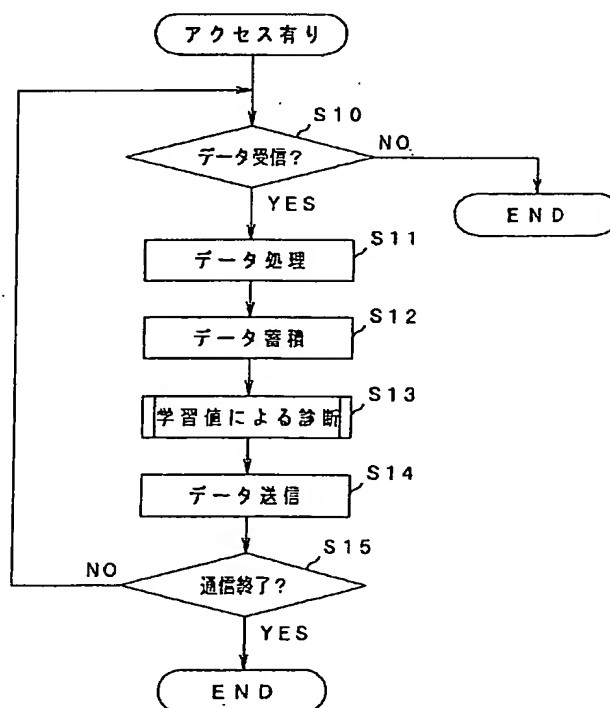 アクセス有り
S10
データ受信?
NO
YES
END
S11
データ処理
S12
データ蓄積
S13
学習値による診断
S14
データ送信
S15
通信終了?
NO
YES
END